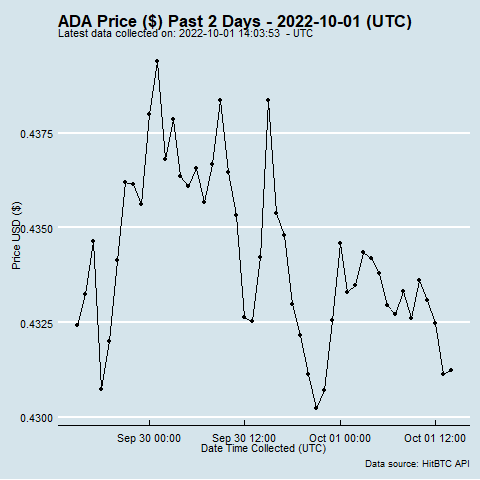 ADA Price ($) Past 2 Days - 2022-10-01 (UTC)
Latest data collected on: 2022-10-01 14:03:53  - UTC
0.4375
0.4350
0.4325
0.4300
Price USD ($)
Sep 30 00:00
Sep 30 12:00
Oct 01 00:00
Oct 01 12:00
Date Time Collected (UTC)
Data source: HitBTC API